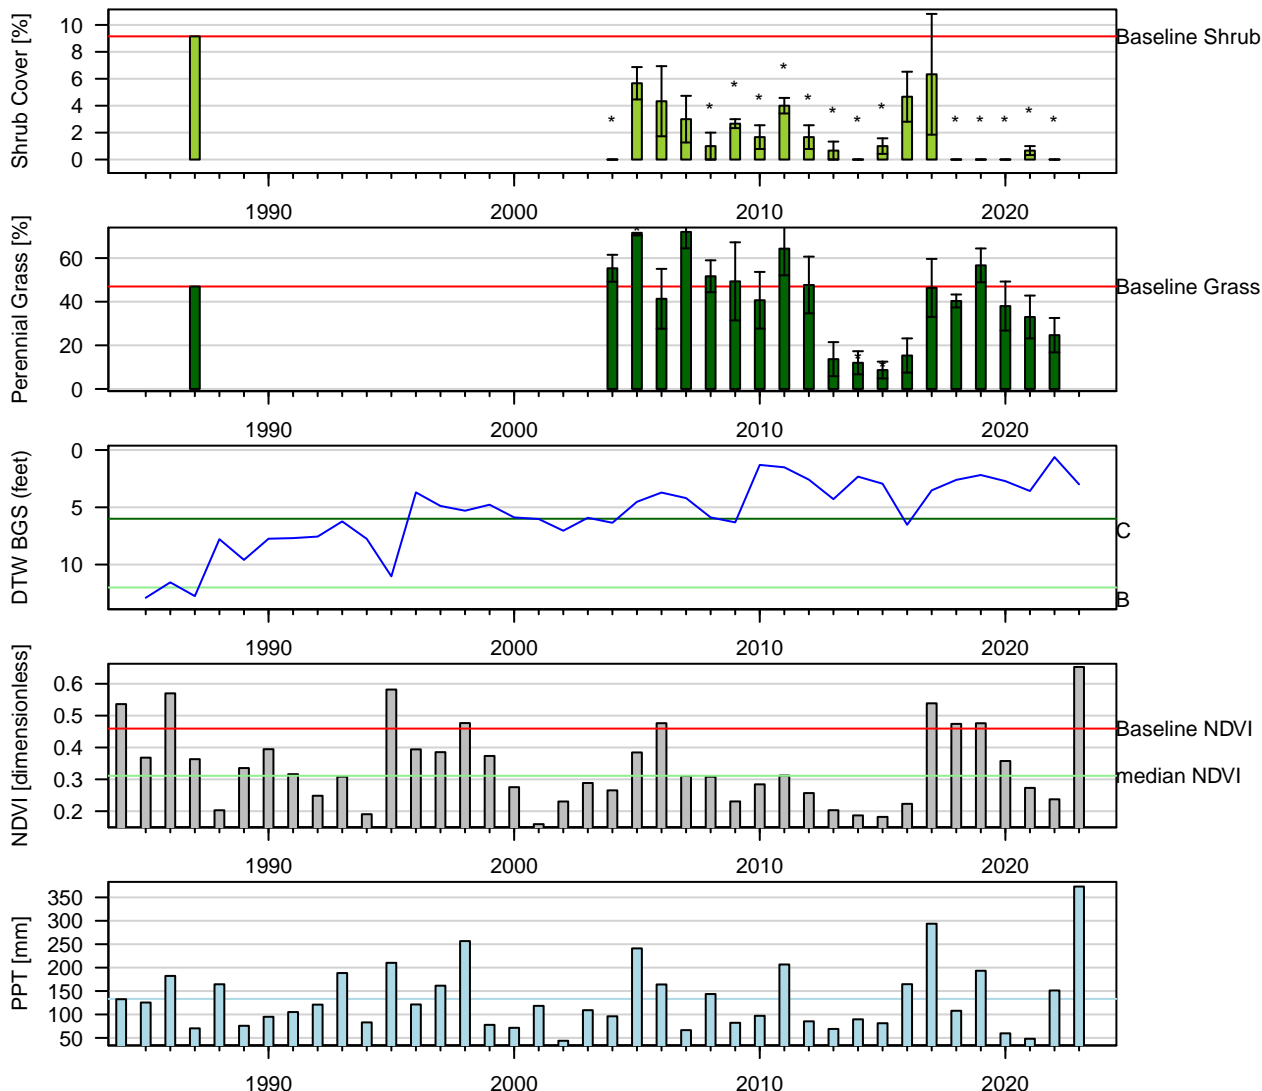 Shrub Cover [%]
10
8
6
4
2
0
* * * * * * * * * * * * * *
Baseline Shrub
1990 2000 2010 2020
Perennial Grass [%]
60
40
20
0
* * *
Baseline Grass
1990 2000 2010 2020
DTW BGS (feet)
0
5
10
C
B
1990 2000 2010 2020
NDVI [dimensionless]
0.6
0.5
0.4
0.3
0.2
Baseline NDVI
median NDVI
1990 2000 2010 2020
PPT [mm]
350
300
250
200
150
100
50
1990 2000 2010 2020